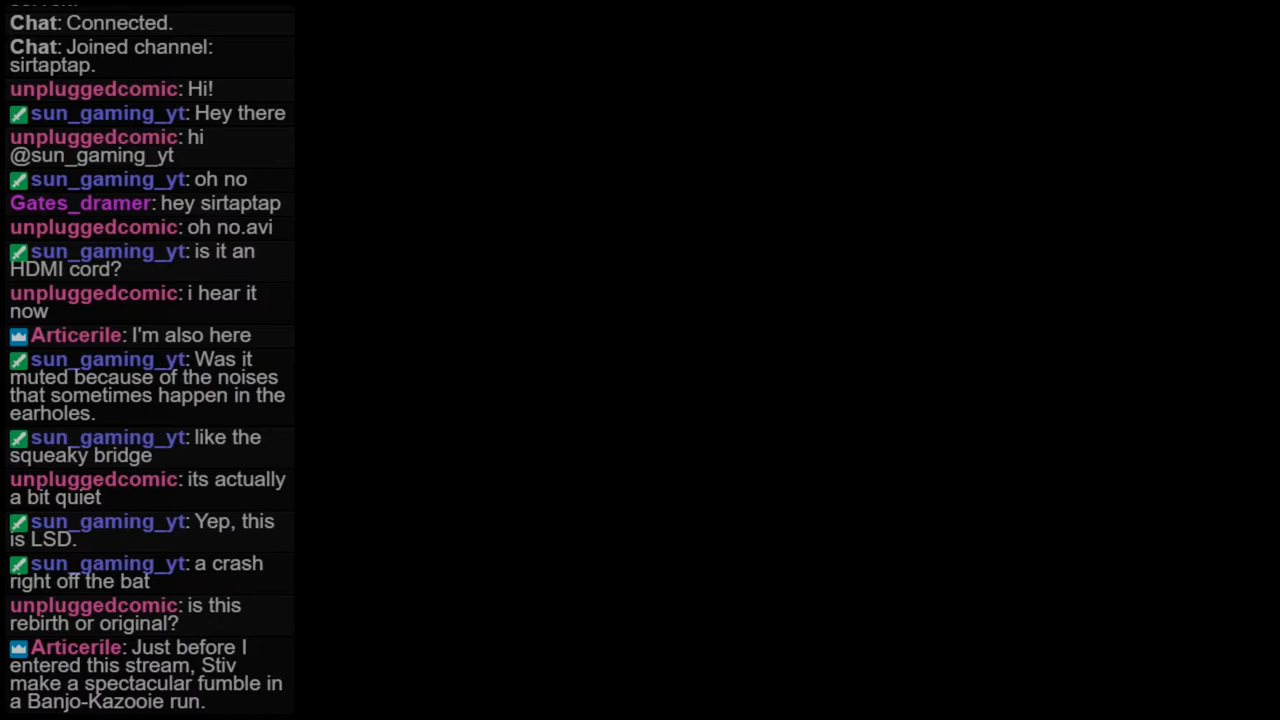 Chat: Connected.
Chat: Joined channel:
sirtaptap.
unpluggedcomic: Hi!
sun_gaming_yt: Hey there
unpluggedcomic: hi
@sun_gaming_yt
sun_gaming_yt: oh no
Gates_dramer: hey sirtaptap
unpluggedcomic: oh no.avi
sun_gaming_yt: is it an
HDMI cord?
unpluggedcomic: i hear it
now
Articerile: I'm also here
sun_gaming_yt: Was it
muted because of the noises
that sometimes happen in the
earholes.
sun_gaming_yt: like the
squeaky bridge
unpluggedcomic: its actually
a bit quiet
sun_gaming_yt: Yep, this
is LSD.
sun_gaming_yt: a crash
right off the bat
unpluggedcomic: is this
rebirth or original?
Articerile: Just before I
entered this stream, Stiv
make a spectacular fumble in
a Banjo-Kazooie run.